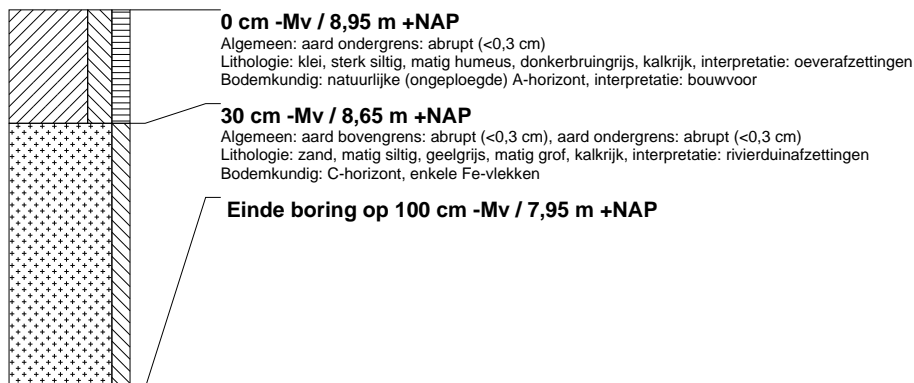 0 cm -Mv / 8,95 m +NAP
Algemeen: aard ondergrens: abrupt (<0,3 cm)
Lithologie: klei, sterk siltig, matig humeus, donkerbruingrijs, kalkrijk, interpretatie: oeverafzettingen
Bodemkundig: natuurlijke (ongeploegde) A-horizont, interpretatie: bouwvoor
30 cm -Mv / 8,65 m +NAP
Algemeen: aard bovengrens: abrupt (<0,3 cm), aard ondergrens: abrupt (<0,3 cm)
Lithologie: zand, matig siltig, geelgrijs, matig grof, kalkrijk, interpretatie: rivierduinafzettingen
Bodemkundig: C-horizont, enkele Fe-vlekken
Einde boring op 100 cm -Mv / 7,95 m +NAP